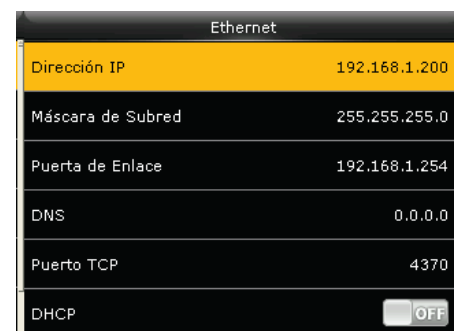 Ethernet
Dirección IP 192.168.1.200
Máscara de Subred 255.255.255.0
Puerta de Enlace 192.168.1.254
DNS 0.0.0.0
Puerto TCP 4370
DHCP OFF